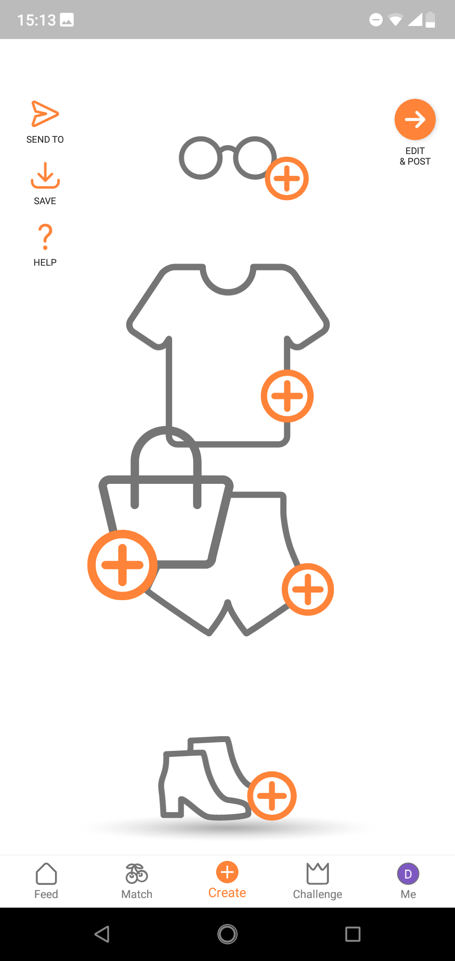 15:13
SEND TO
SAVE
HELP
EDIT
& POST
Feed
Match
Create
Challenge
D
Me